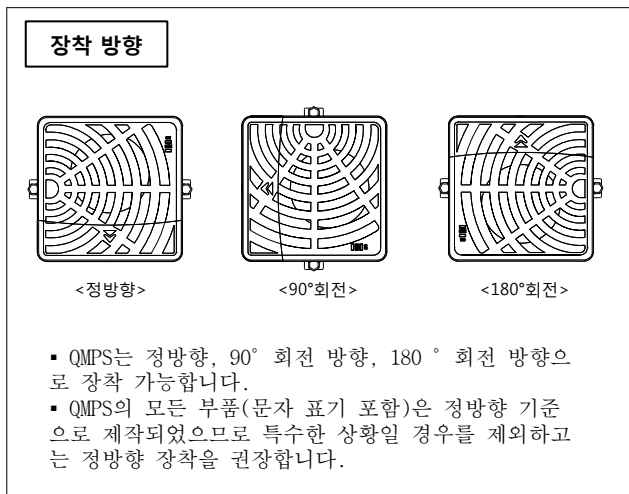 장착 방향
<정방향>
<90°회전>
<180°회전>
▪ QMPS는 정방향, 90° 회전 방향, 180 ° 회전 방향으
로 장착 가능합니다.
▪ QMPS의 모든 부품(문자 표기 포함)은 정방향 기준
으로 제작되었으므로 특수한 상황일 경우를 제외하고
는 정방향 장착을 권장합니다.